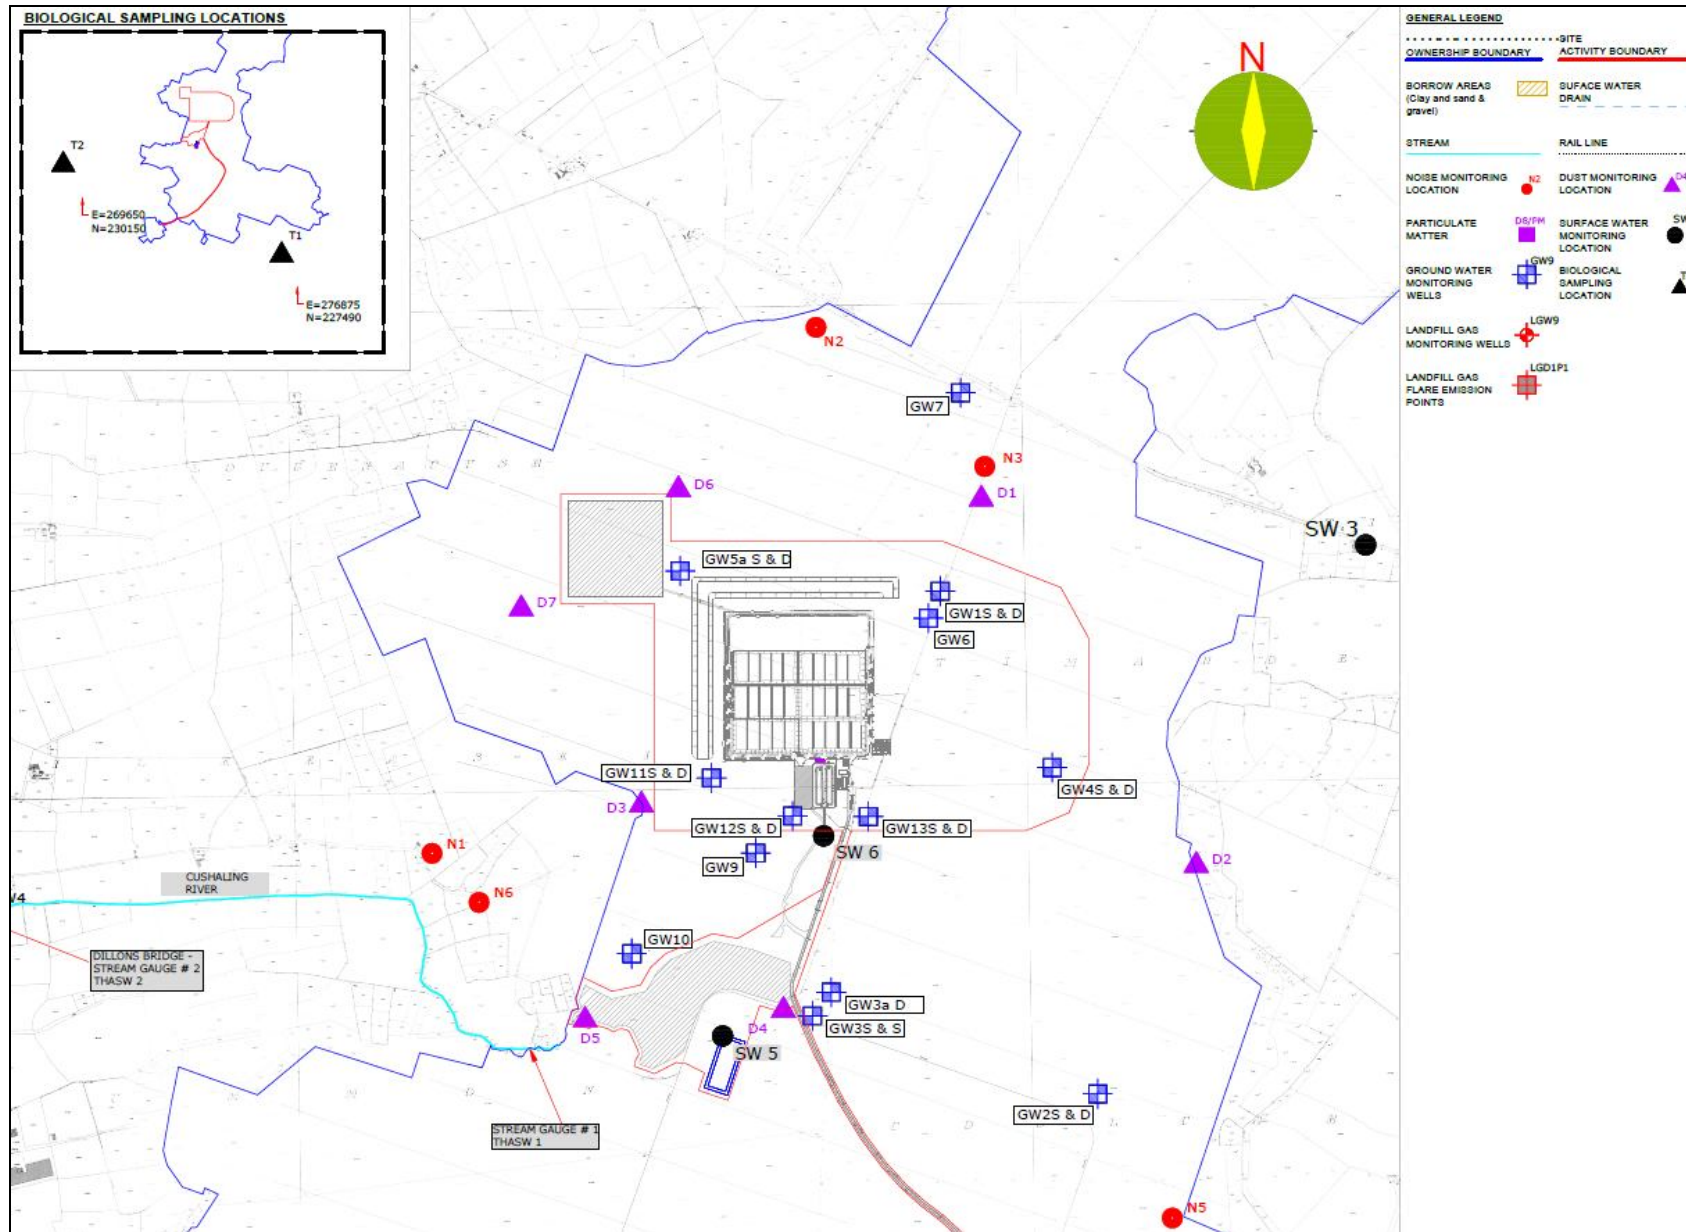 BIOLOGICAL SAMPLING LOCATIONS
T2
E=269650
N=230150
T1
E=276875
N=227490
N
GENERAL LEGEND
SITE
OWNERSHIP BOUNDARY
ACTIVITY BOUNDARY
BORROW AREAS
(Clay and sand &
gravel)
SUFACE WATER
DRAIN
STREAM
RAIL LINE
NOISE MONITORING
LOCATION
N2
DUST MONITORING
LOCATION
D4
PARTICULATE
MATTER
D8/PM
SURFACE WATER
MONITORING
LOCATION
SW
GROUND WATER
MONITORING
WELLS
GW9
BIOLOGICAL
SAMPLING
LOCATION
T
LANDFILL GAS
MONITORING WELLS
LGW9
LANDFILL GAS
FLARE EMISSION
POINTS
LGD1P1
N2
GW7
N3
D1
D6
SW 3
GW5a S & D
D7
GW1S & D
GW6
GW11S & D
GW4S & D
D3
GW12S & D
GW13S & D
SW 6
N1
GW9
D2
CUSHALING
RIVER
N6
GW10
DILLONS BRIDGE -
STREAM GAUGE # 2
THASW 2
GW3a D
D4
GW3S & S
D5
SW 5
GW2S & D
STREAM GAUGE # 1
THASW 1
N5